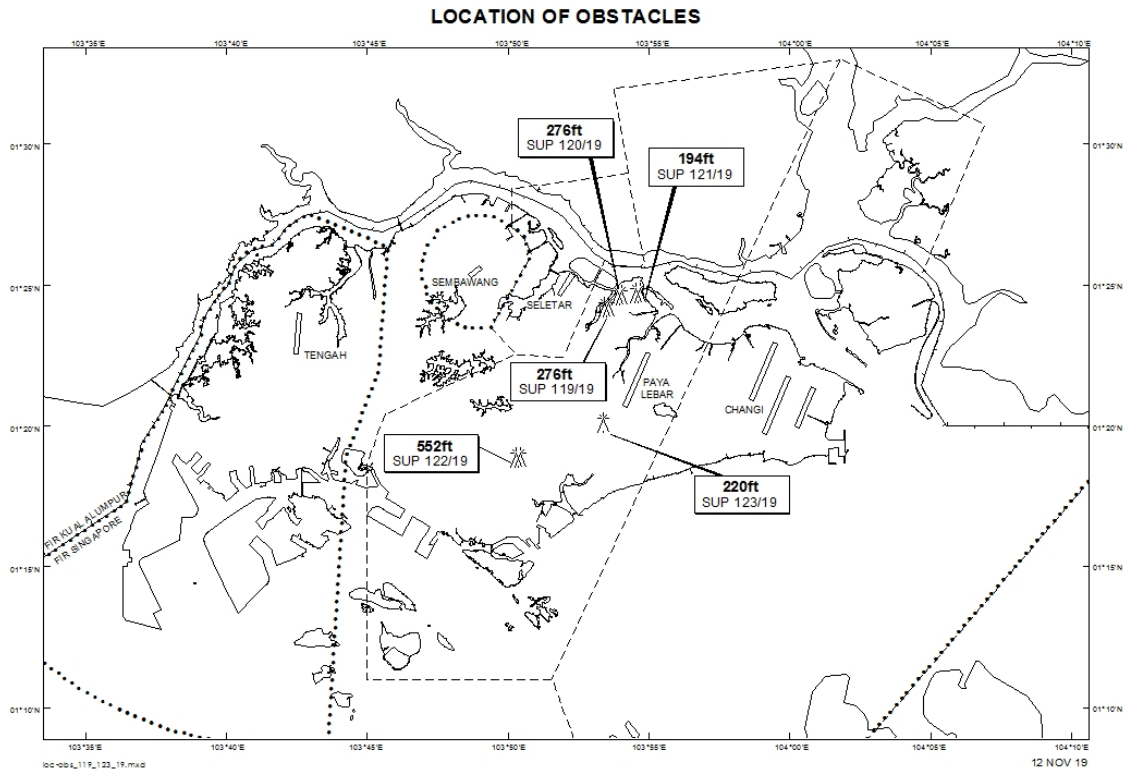 LOCATION OF OBSTACLES
103°35'E 103°40'E 103°45'E 103°50'E 103°55'E 104°00'E 104°05'E 104°10'E
01°30'N
276ft
SUP 120/19
194ft
SUP 121/19
01°30'N
01°25'N
SEMBAWANG
SELETAR
01°25'N
TENGAH
276ft
SUP 119/19
PAYA
LEBAR
CHANGI
01°20'N
552ft
SUP 122/19
220ft
SUP 123/19
01°20'N
FIR KUALA LUMPUR
FIR SINGAPORE
01°15'N
01°15'N
01°10'N
01°10'N
103°35'E 103°40'E 103°45'E 103°50'E 103°55'E 104°00'E 104°05'E 104°10'E
loc-obs_119_123_19.mxd
12 NOV 19